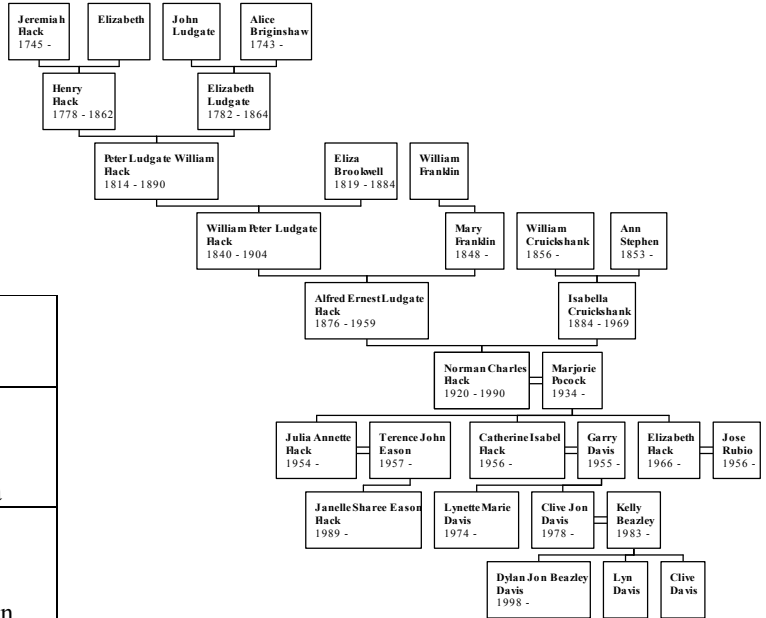 Jeremiah
Hack
1745 -
Elizabeth
John
Ludgate
Alice
Briginshaw
1743 -
Henry
Hack
1778 - 1862
Elizabeth
Ludgate
1782 - 1864
Peter Ludgate William
Hack
1814 - 1890
Eliza
Brookwell
1819 - 1884
William
Franklin
William Peter Ludgate
Hack
1840 - 1904
Mary
Franklin
1848 -
William
Cruickshank
1856 -
Ann
Stephen
1853 -
Alfred Ernest Ludgate
Hack
1876 - 1959
Isabella
Cruickshank
1884 - 1969
Norman Charles
Hack
1920 - 1990
Marjorie
Pocock
1934 -
Julia Annette
Hack
1954 -
Terence John
Eason
1957 -
Catherine Isabel
Hack
1956 -
Garry
Davis
1955 -
Elizabeth
Hack
1966 -
Jose
Rubio
1956 -
Janelle Sharee Eason
Hack
1989 -
Lynette Marie
Davis
1974 -
Clive Jon
Davis
1978 -
Kelly
Beazley
1983 -
Dylan Jon Beazley
Davis
1998 -
Lyn
Davis
Clive
Davis